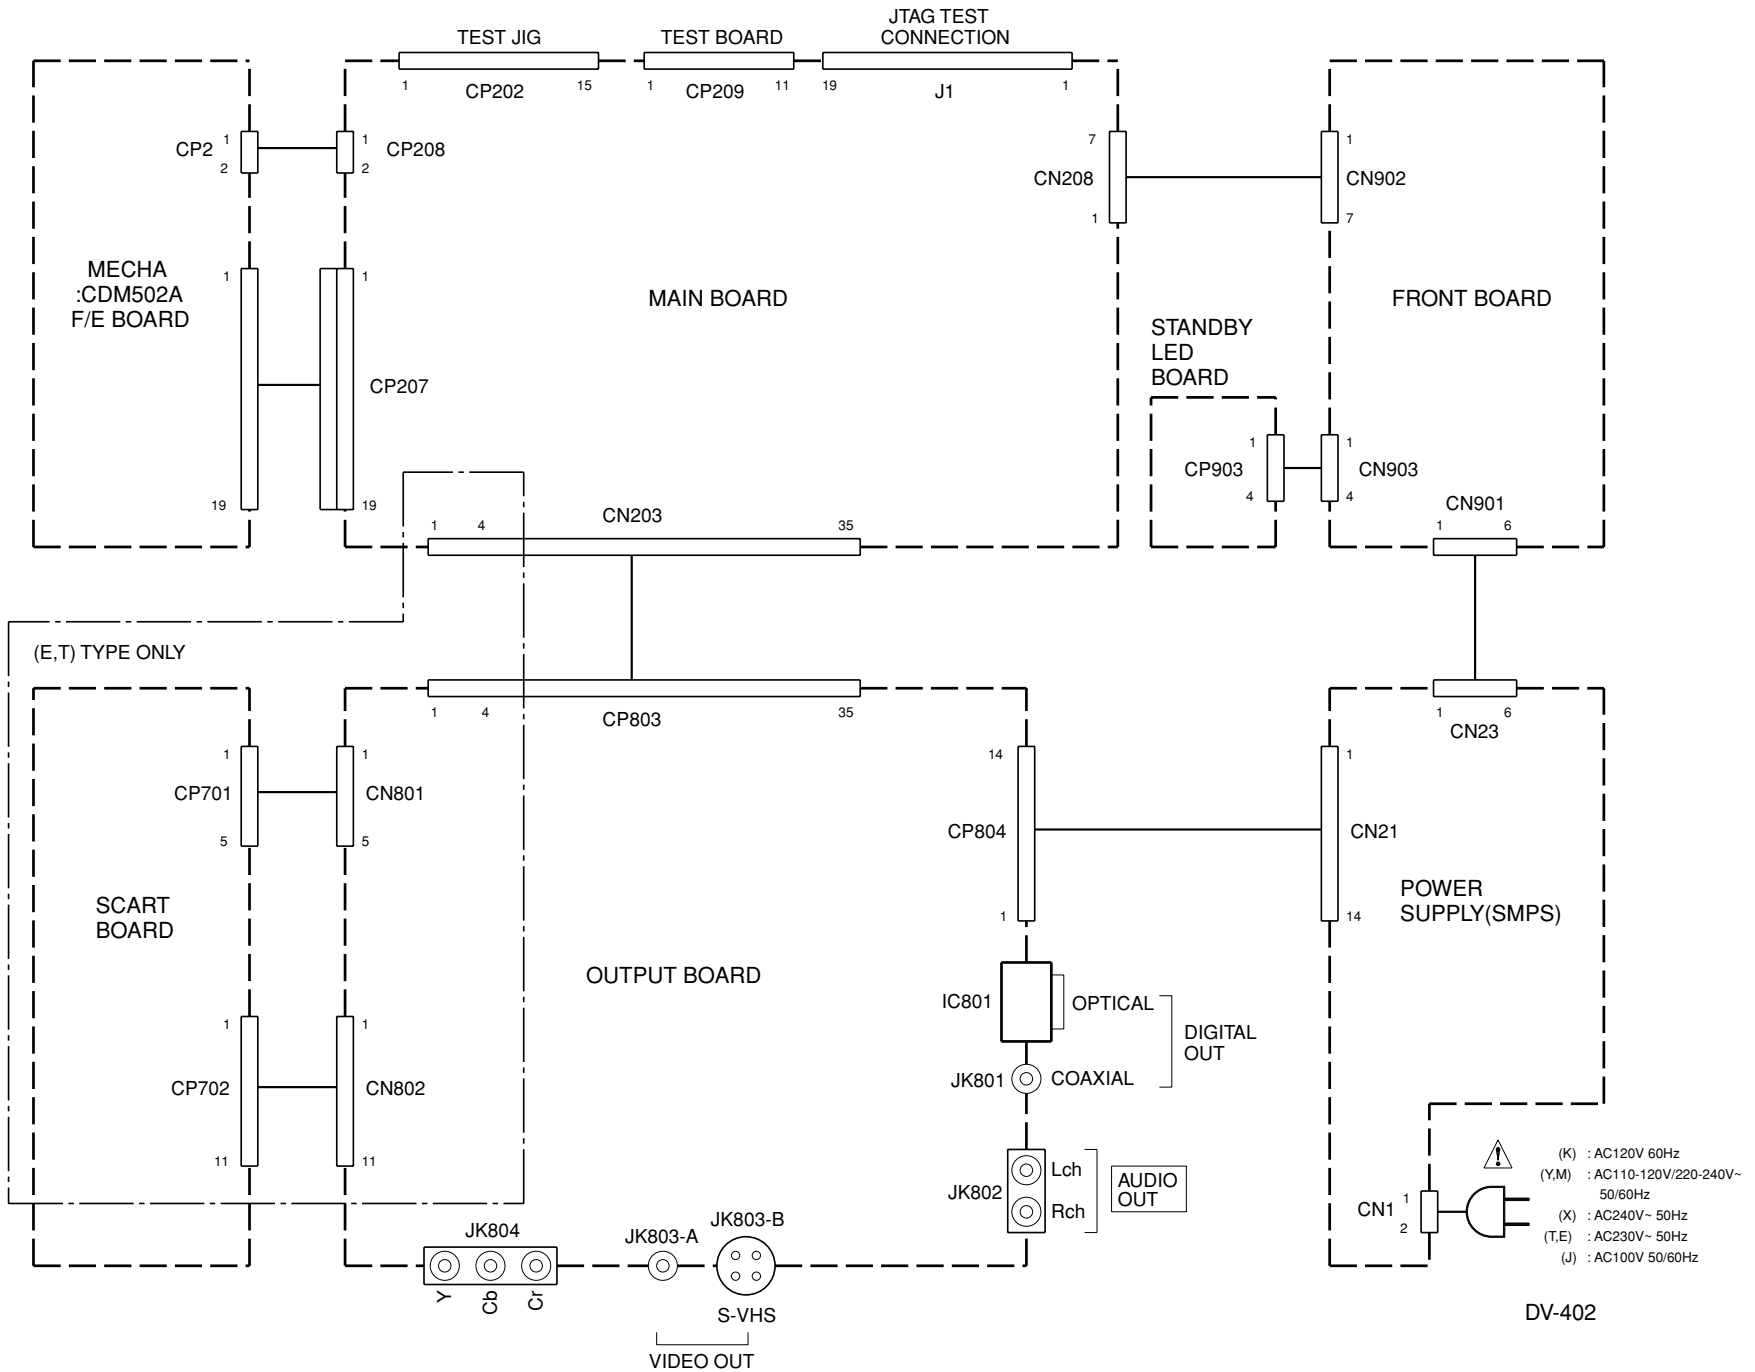 JTAG TEST
CONNECTION
TEST JIG
TEST BOARD
1 CP202 15
1 CP209 11
19 J1 1
CP2
1
2
1
2
CP208
7
CN208
1
1
CN902
7
MECHA
:CDM502A
F/E BOARD
1
19
1
CP207
19
MAIN BOARD
FRONT BOARD
STANDBY
LED
BOARD
1
CP903
4
1
CN903
4
CN901
1 6
CN203
1 4 35
(E,T) TYPE ONLY
1 4 35
CP803
1 6
CN23
1
CP701
5
1
CN801
5
14
CP804
1
1
CN21
14
SCART
BOARD
POWER
SUPPLY(SMPS)
OUTPUT BOARD
IC801
OPTICAL
DIGITAL
OUT
JK801
COAXIAL
1
CP702
11
1
CN802
11
JK802
Lch
Rch
AUDIO
OUT
CN1
1
2
(K) : AC120V 60Hz
(Y,M) : AC110-120V/220-240V~
50/60Hz
(X) : AC240V~ 50Hz
(T,E) : AC230V~ 50Hz
(J) : AC100V 50/60Hz
JK804
Y
Cb
Cr
JK803-A
JK803-B
S-VHS
VIDEO OUT
DV-402